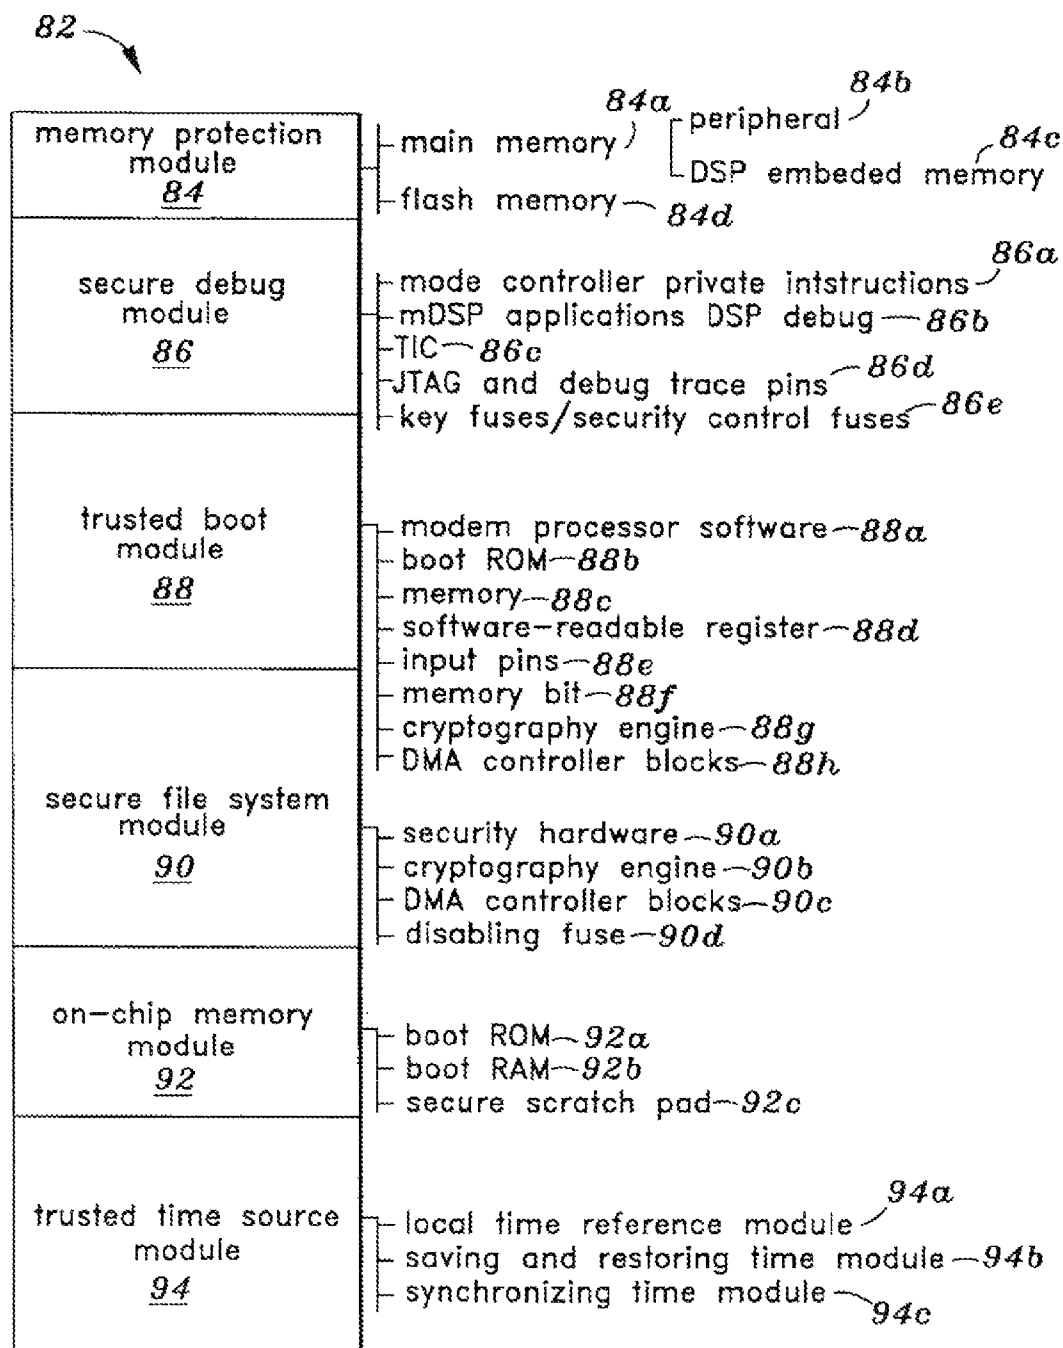 82
memory protection
module
84
main memory 84a
peripheral 84b
DSP embeded memory 84c
flash memory 84d
secure debug
module
86
mode controller private intstructions 86a
mDSP applications DSP debug 86b
TIC 86c
JTAG and debug trace pins 86d
key fuses/security control fuses 86e
trusted boot
module
88
modem processor software 88a
boot ROM 88b
memory 88c
software-readable register 88d
input pins 88e
memory bit 88f
cryptography engine 88g
DMA controller blocks 88h
secure file system
module
90
security hardware 90a
cryptography engine 90b
DMA controller blocks 90c
disabling fuse 90d
on-chip memory
module
92
boot ROM 92a
boot RAM 92b
secure scratch pad 92c
trusted time source
module
94
local time reference module 94a
saving and restoring time module 94b
synchronizing time module 94c